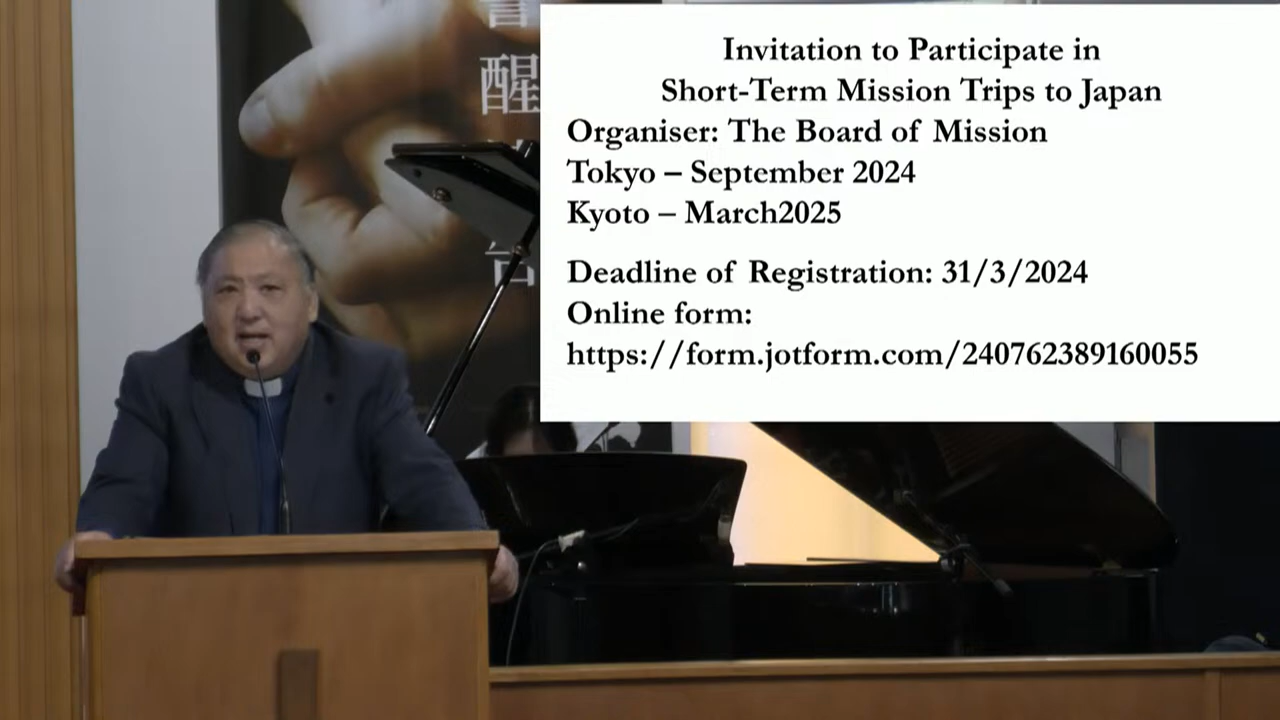 Invitation to Participate in
Short-Term Mission Trips to Japan
Organiser: The Board of Mission
Tokyo – September 2024
Kyoto – March2025
Deadline of Registration: 31/3/2024
Online form:
https://form.jotform.com/240762389160055
醒